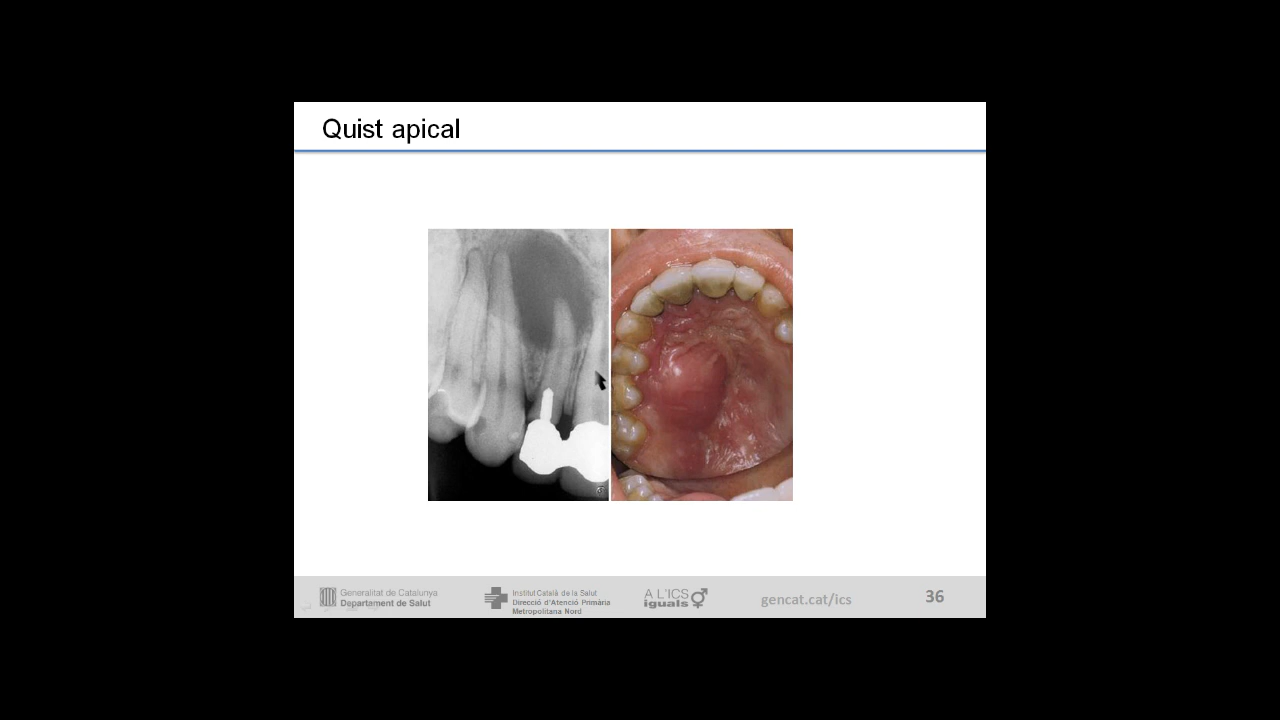 Quist apical
Generalitat de Catalunya
Departament de Salut
Institut Català de la Salut
Direcció d'Atenció Primària
Metropolitana Nord
A L'ICS
iguals
gencat.cat/ics
36